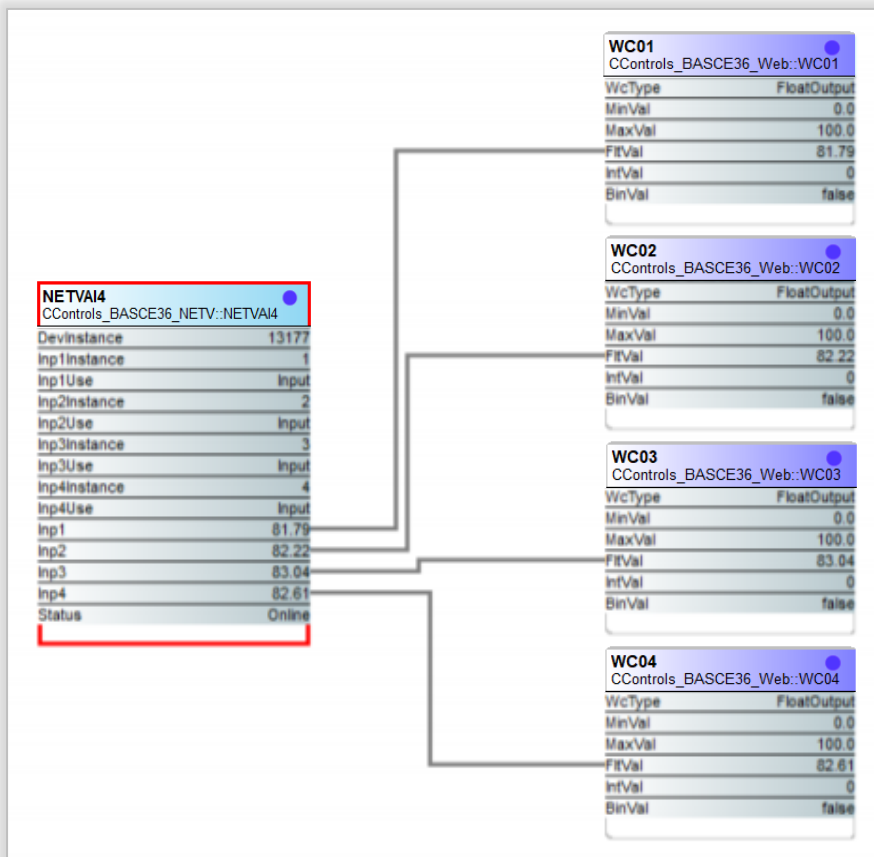 NETVAI4
CControls_BASCE36_NETV::NETVAI4
DevInstance 13177
Inp1Instance 1
Inp1Use Input
Inp2Instance 2
Inp2Use Input
Inp3Instance 3
Inp3Use Input
Inp4Instance 4
Inp4Use Input
Inp1 81.79
Inp2 82.22
Inp3 83.04
Inp4 82.61
Status Online
WC01
CControls_BASCE36_Web::WC01
WcType FloatOutput
MinVal 0.0
MaxVal 100.0
FltVal 81.79
IntVal 0
BinVal false
WC02
CControls_BASCE36_Web::WC02
WcType FloatOutput
MinVal 0.0
MaxVal 100.0
FltVal 82.22
IntVal 0
BinVal false
WC03
CControls_BASCE36_Web::WC03
WcType FloatOutput
MinVal 0.0
MaxVal 100.0
FltVal 83.04
IntVal 0
BinVal false
WC04
CControls_BASCE36_Web::WC04
WcType FloatOutput
MinVal 0.0
MaxVal 100.0
FltVal 82.61
IntVal 0
BinVal false